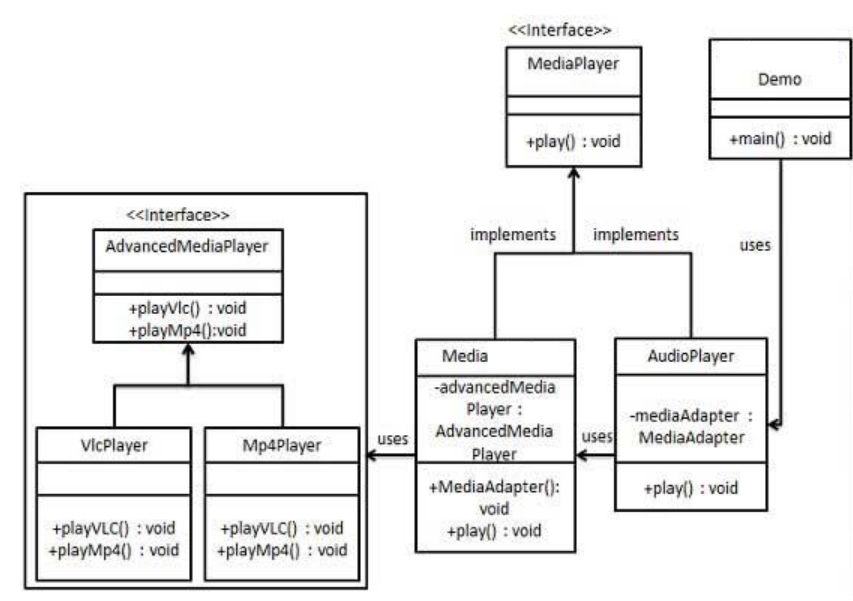 <<Interface>>
MediaPlayer
+play() : void
Demo
+main() : void
implements
implements
uses
<<Interface>>
AdvancedMediaPlayer
+playVlc() : void
+playMp4():void
VlcPlayer
+playVLC() : void
+playMp4() : void
Mp4Player
+playVLC() : void
+playMp4() : void
uses
Media
-advancedMedia
Player :
AdvancedMedia
Player
+MediaAdapter():
void
+play() : void
uses
AudioPlayer
-mediaAdapter :
MediaAdapter
+play() : void